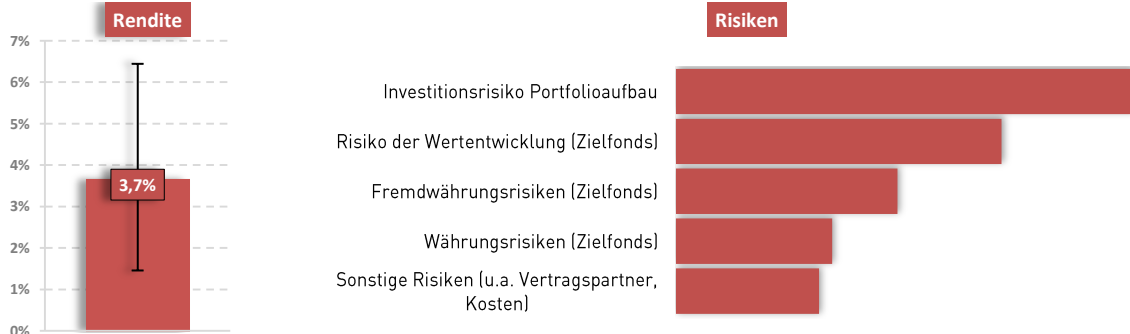 Rendite
7%
6%
5%
4%
3%
2%
1%
0%
3,7%
Risiken
Investitionsrisiko Portfolioaufbau
Risiko der Wertentwicklung (Zielfonds)
Fremdwährungsrisiken (Zielfonds)
Währungsrisiken (Zielfonds)
Sonstige Risiken (u.a. Vertragspartner,
Kosten)